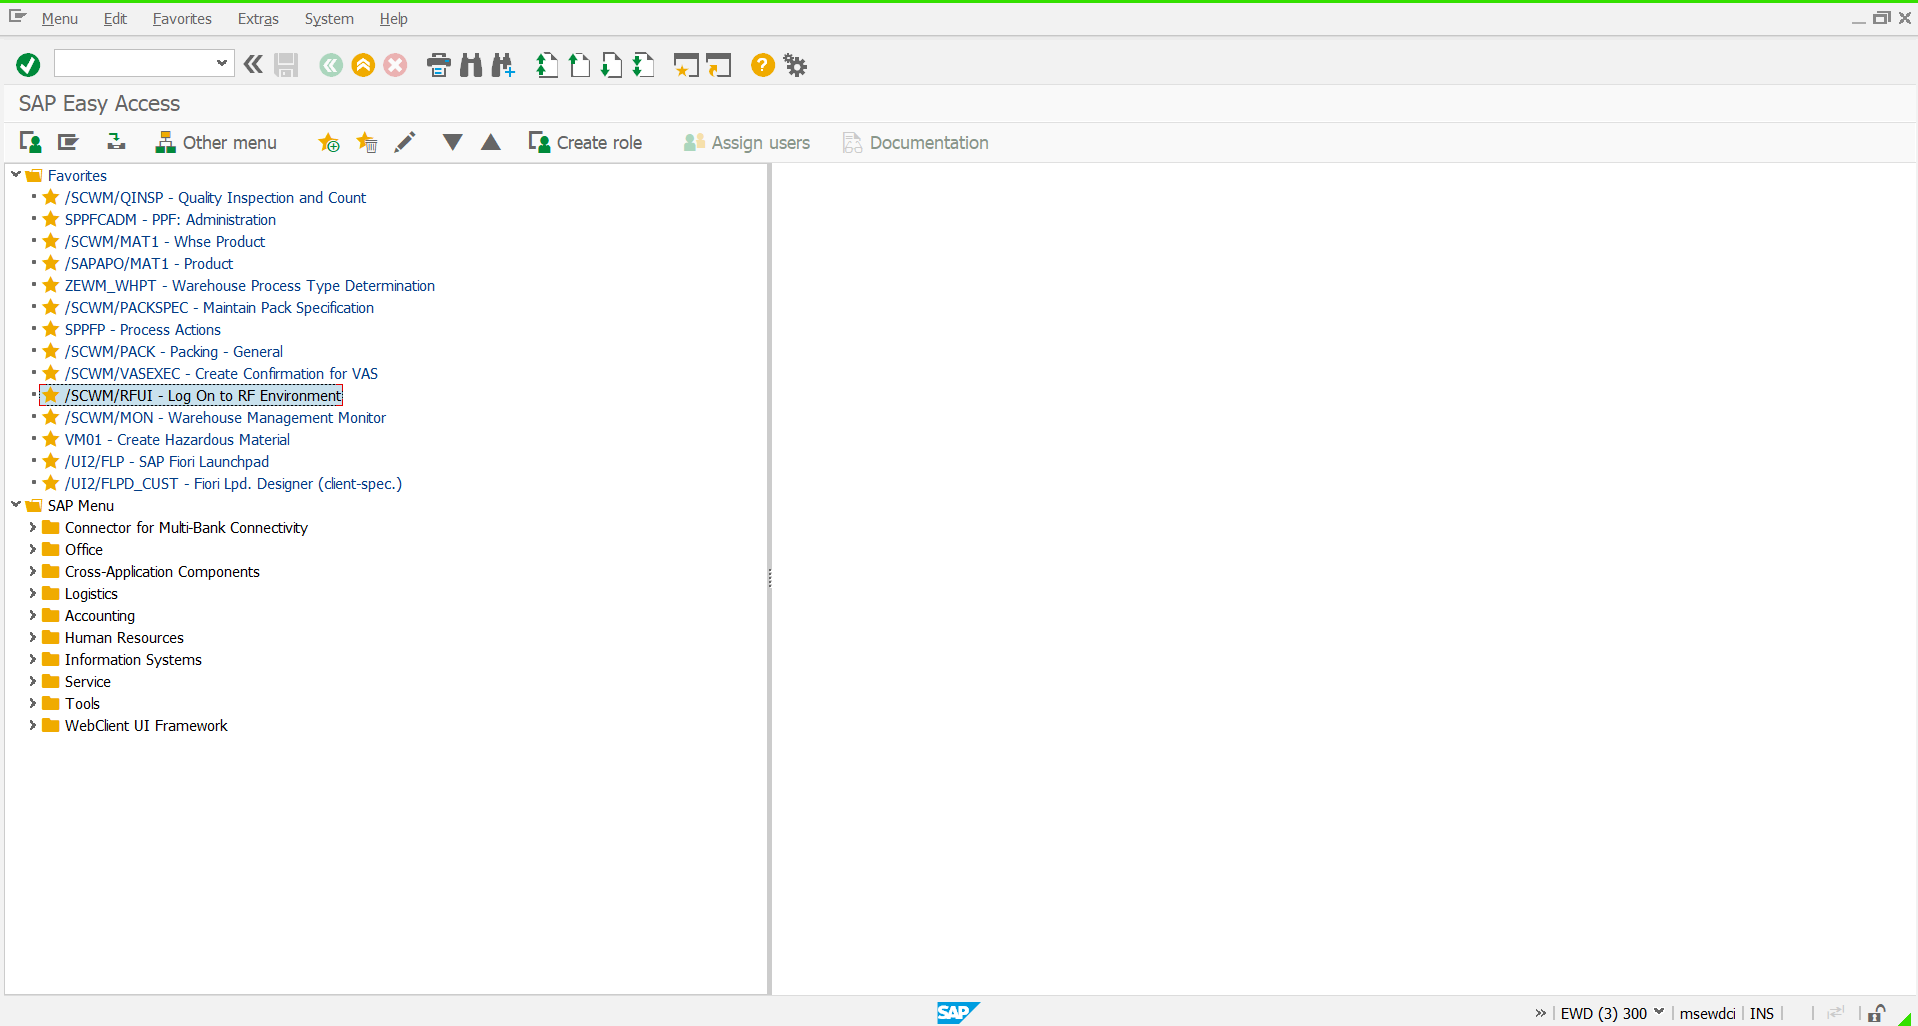 Menu Edit Favorites Extras System Help
SAP Easy Access
Other menu Create role Assign users Documentation
Favorites
/SCWM/QINSP - Quality Inspection and Count
SPPFCADM - PPF: Administration
/SCWM/MAT1 - Whse Product
/SAPAPO/MAT1 - Product
ZEWM_WHPT - Warehouse Process Type Determination
/SCWM/PACKSPEC - Maintain Pack Specification
SPPFP - Process Actions
/SCWM/PACK - Packing - General
/SCWM/VASEXEC - Create Confirmation for VAS
/SCWM/RFUI - Log On to RF Environment
/SCWM/MON - Warehouse Management Monitor
VM01 - Create Hazardous Material
/UI2/FLP - SAP Fiori Launchpad
/UI2/FLPD_CUST - Fiori Lpd. Designer (client-spec.)
SAP Menu
Connector for Multi-Bank Connectivity
Office
Cross-Application Components
Logistics
Accounting
Human Resources
Information Systems
Service
Tools
WebClient UI Framework
SAP
EWD (3) 300 msewdci INS